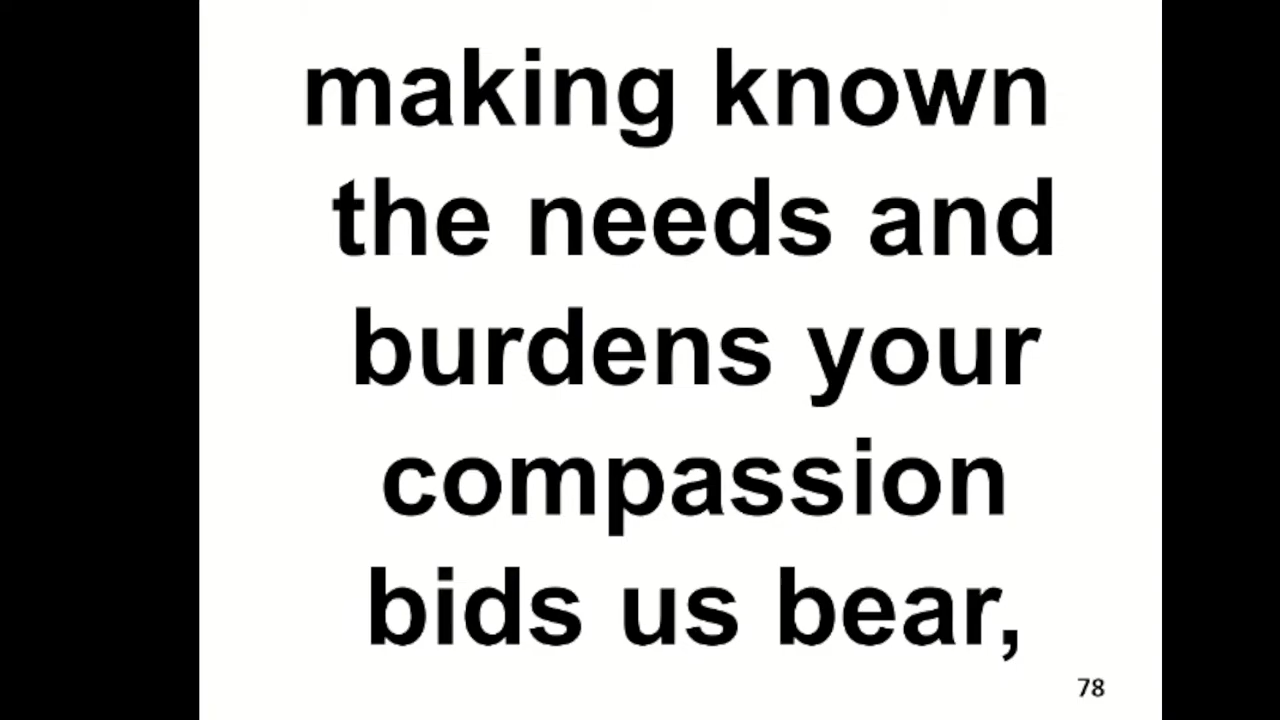 making known
the needs and
burdens your
compassion
bids us bear,
78